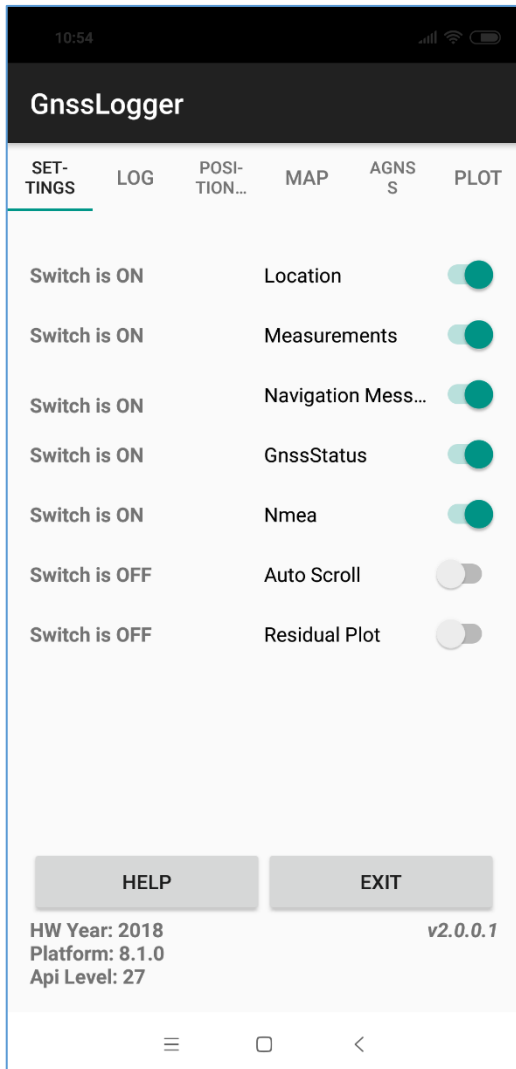 10:54
GnssLogger
SET-
TINGS
LOG
POSI-
TION...
MAP
AGNS
S
PLOT
Switch is ON Location
Switch is ON Measurements
Switch is ON Navigation Mess...
Switch is ON GnssStatus
Switch is ON Nmea
Switch is OFF Auto Scroll
Switch is OFF Residual Plot
HELP EXIT
HW Year: 2018 v2.0.0.1
Platform: 8.1.0
Api Level: 27